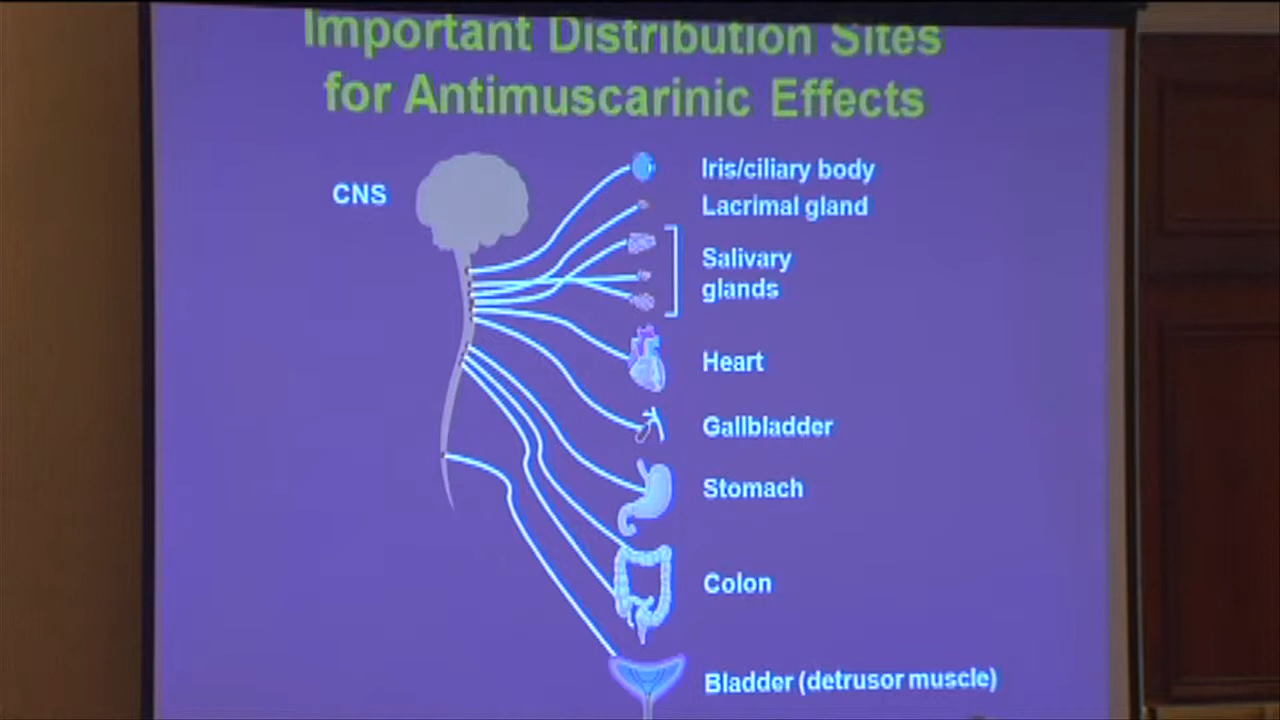 Important Distribution Sites
for Antimuscarinic Effects
CNS
Iris/ciliary body
Lacrimal gland
Salivary
glands
Heart
Gallbladder
Stomach
Colon
Bladder (detrusor muscle)